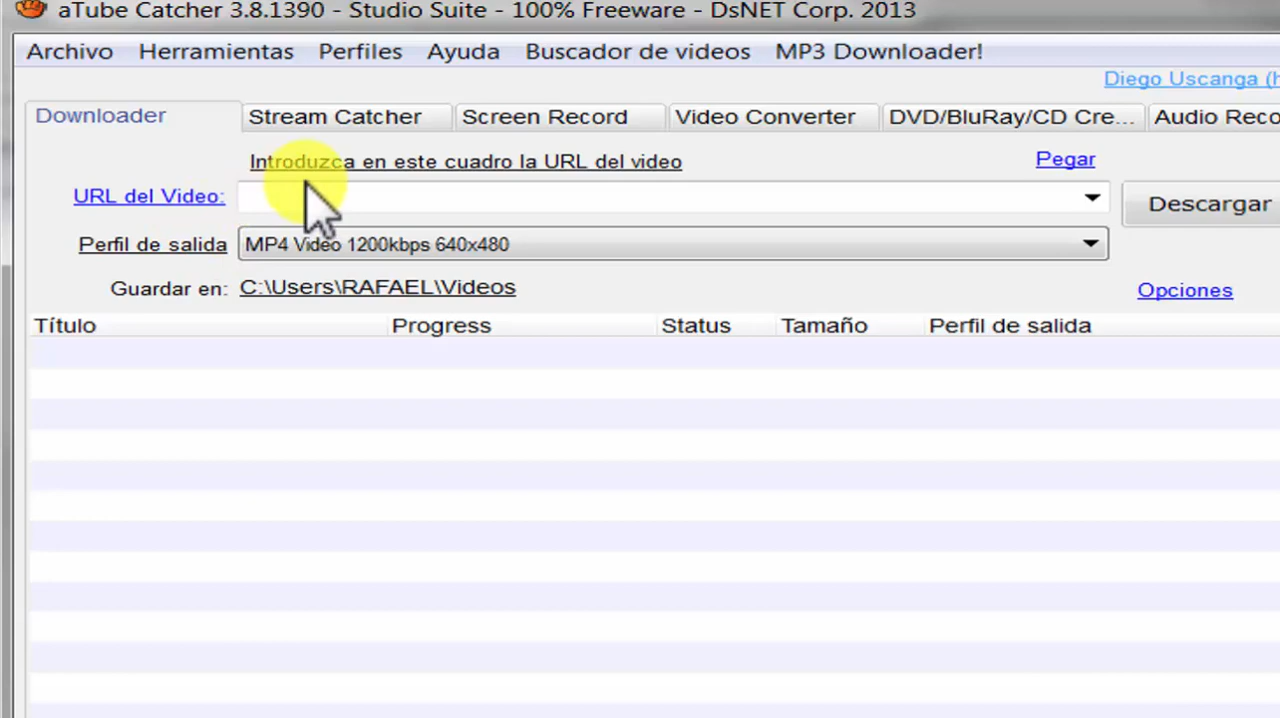 aTube Catcher 3.8.1390 - Studio Suite - 100% Freeware - DsNET Corp. 2013
Archivo Herramientas Perfiles Ayuda Buscador de videos MP3 Downloader!
Diego Uscanga (h
Downloader Stream Catcher Screen Record Video Converter DVD/BluRay/CD Cre... Audio Reco
Introduzca en este cuadro la URL del video Pegar
URL del Video: Descargar
Perfil de salida MP4 Video 1200kbps 640x480
Guardar en: C:\Users\RAFAEL\Videos Opciones
Título Progress Status Tamaño Perfil de salida